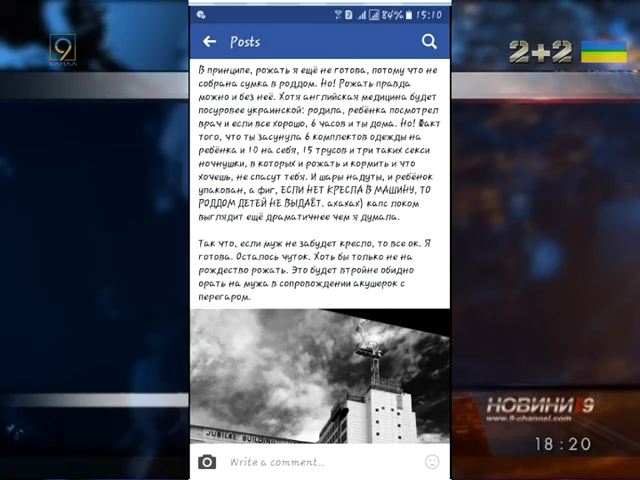 9
КАНАЛ
84% 15:10
2+2
Posts
В принципе, рожать я ещё не готова, потому что не
собрана сумка в роддом. Но! Рожать правда
можно и без неё. Хотя английская медицина будет
посуровее украинской: родила, ребёнка посмотрел
врач и если все хорошо, 6 часов и ты дома. Но! Факт
того, что ты засунула 6 комплектов одежды на
ребёнка и 10 на себя, 15 трусов и три таких секси
ночнушки, в которых и рожать и кормить и что
хочешь, не спасут тебя. И шары надуты, и ребёнок
упакован, а фиг, ЕСЛИ НЕТ КРЕСЛА В МАШИНУ, ТО
РОДДОМ ДЕТЕЙ НЕ ВЫДАЁТ. ахахах) капс локом
выглядит ещё драматичнее чем я думала.
Так что, если муж не забудет кресло, то все ок. Я
готова. Осталось чуток. Хоть бы только не на
рождество рожать. Это будет втройне обидно
орать на мужа в сопровождении акушерок с
перегаром.
JUBILEE BUILDING
Write a comment...
НОВИНИ 9
www.9-channel.com
18:20